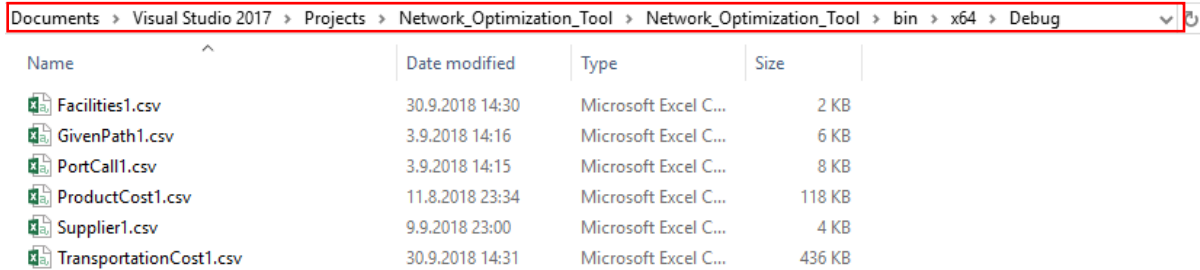 Documents > Visual Studio 2017 > Projects > Network_Optimization_Tool > Network_Optimization_Tool > bin > x64 > Debug
Name Date modified Type Size
Facilities1.csv 30.9.2018 14:30 Microsoft Excel C... 2 KB
GivenPath1.csv 3.9.2018 14:16 Microsoft Excel C... 6 KB
PortCall1.csv 3.9.2018 14:15 Microsoft Excel C... 8 KB
ProductCost1.csv 11.8.2018 23:34 Microsoft Excel C... 118 KB
Supplier1.csv 9.9.2018 23:00 Microsoft Excel C... 4 KB
TransportationCost1.csv 30.9.2018 14:31 Microsoft Excel C... 436 KB